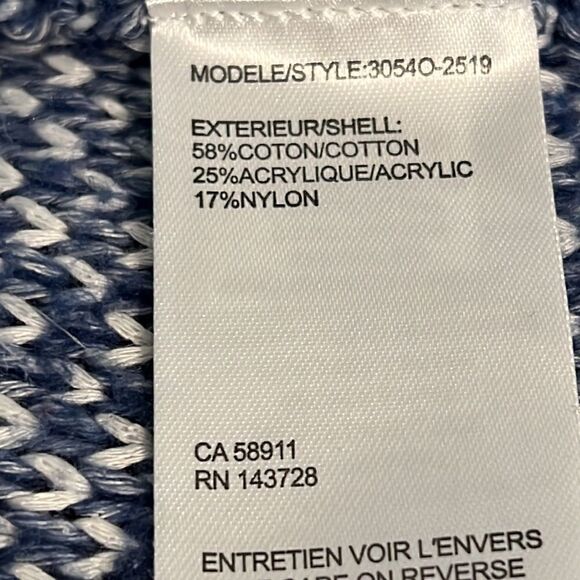 MODELE/STYLE:3054O-2519
EXTERIEUR/SHELL:
58%COTON/COTTON
25%ACRYLIQUE/ACRYLIC
17%NYLON
CA 58911
RN 143728
ENTRETIEN VOIR L'ENVERS
CARE ON REVERSE